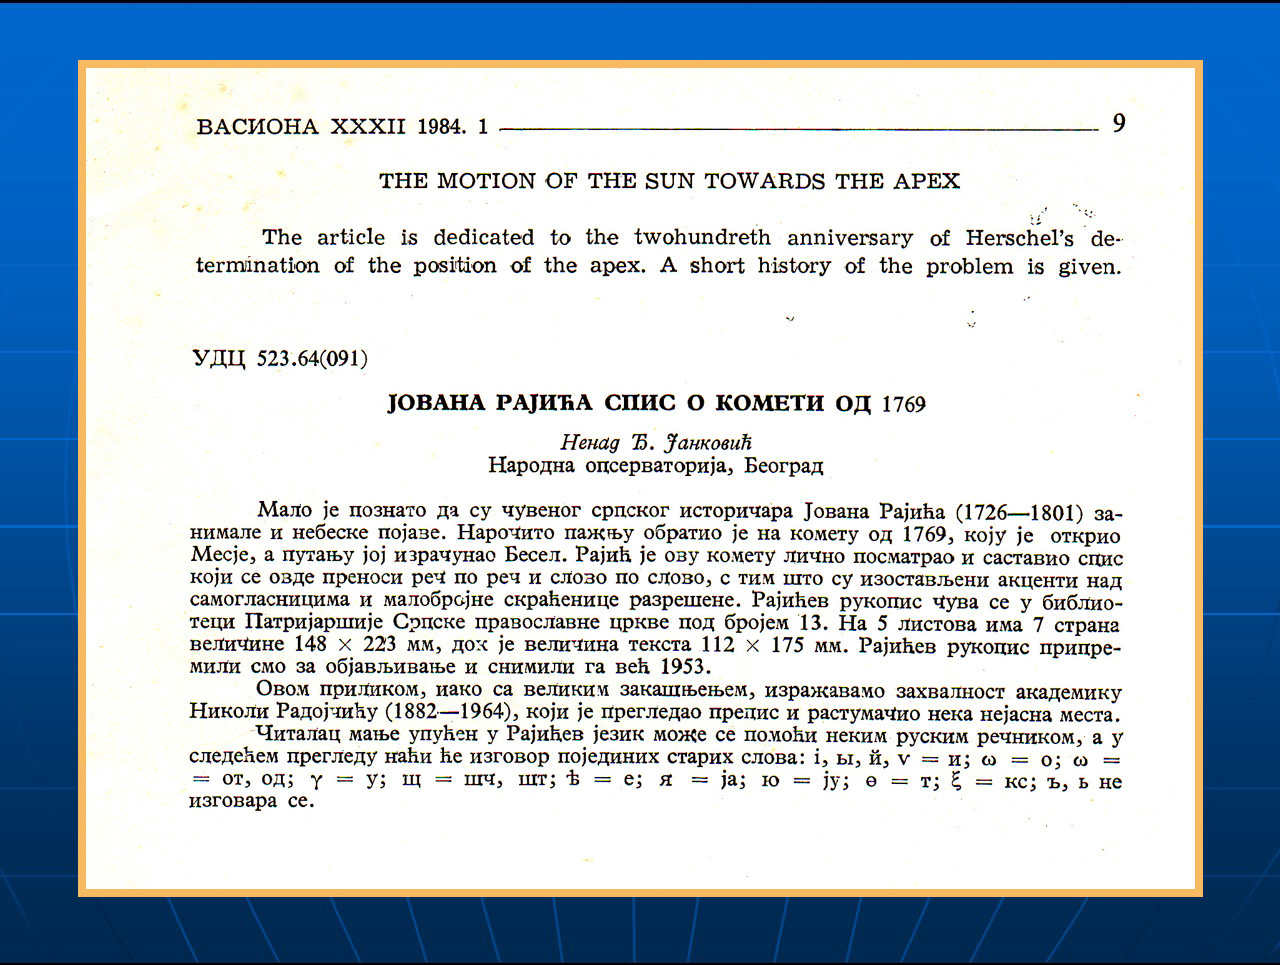 ВАСИОНА XXXII 1984. 1 9
THE MOTION OF THE SUN TOWARDS THE APEX
The article is dedicated to the twohundreth anniversary of Herschel's de-
termination of the position of the apex. A short history of the problem is given.
УДЦ 523.64(091)
ЈОВАНА РАЈИЋА СПИС О КОМЕТИ ОД 1769
Ненад Ђ. Јанковић
Народна опсерваторија, Београд
Мало је познато да су чувеног српског историчара Јована Рајића (1726—1801) за-
нимале и небеске појаве. Нарочито пажњу обратио је на комету од 1769, коју је открио
Месје, а путању јој израчунао Бесел. Рајић је ову комету лично посматрао и саставио спис
који се овде преноси реч по реч и слово по слово, с тим што су изостављени акценти над
самогласницима и малобројне скраћенице разрешене. Рајићев рукопис чува се у библио-
теци Патријаршије Српске православне цркве под бројем 13. На 5 листова има 7 страна
величине 148 × 223 мм, док је величина текста 112 × 175 мм. Рајићев рукопис припре-
мили смо за објављивање и снимили га већ 1953.
Овом приликом, иако са великим закашњењем, изражавамо захвалност академику
Николи Радојчићу (1882—1964), који је прегледао препис и растумачио нека нејасна места.
Читалац мање упућен у Рајићев језик може се помоћи неким руским речником, а у
следећем прегледу наћи ће изговор појединих старих слова: і, ы, й, ѵ = и; ω = о; ω =
= от, од; γ = у; щ = шч, шт; ѣ = е; я = ја; ю = ју; ѳ = т; ξ = кс; ъ, ь не
изговара се.